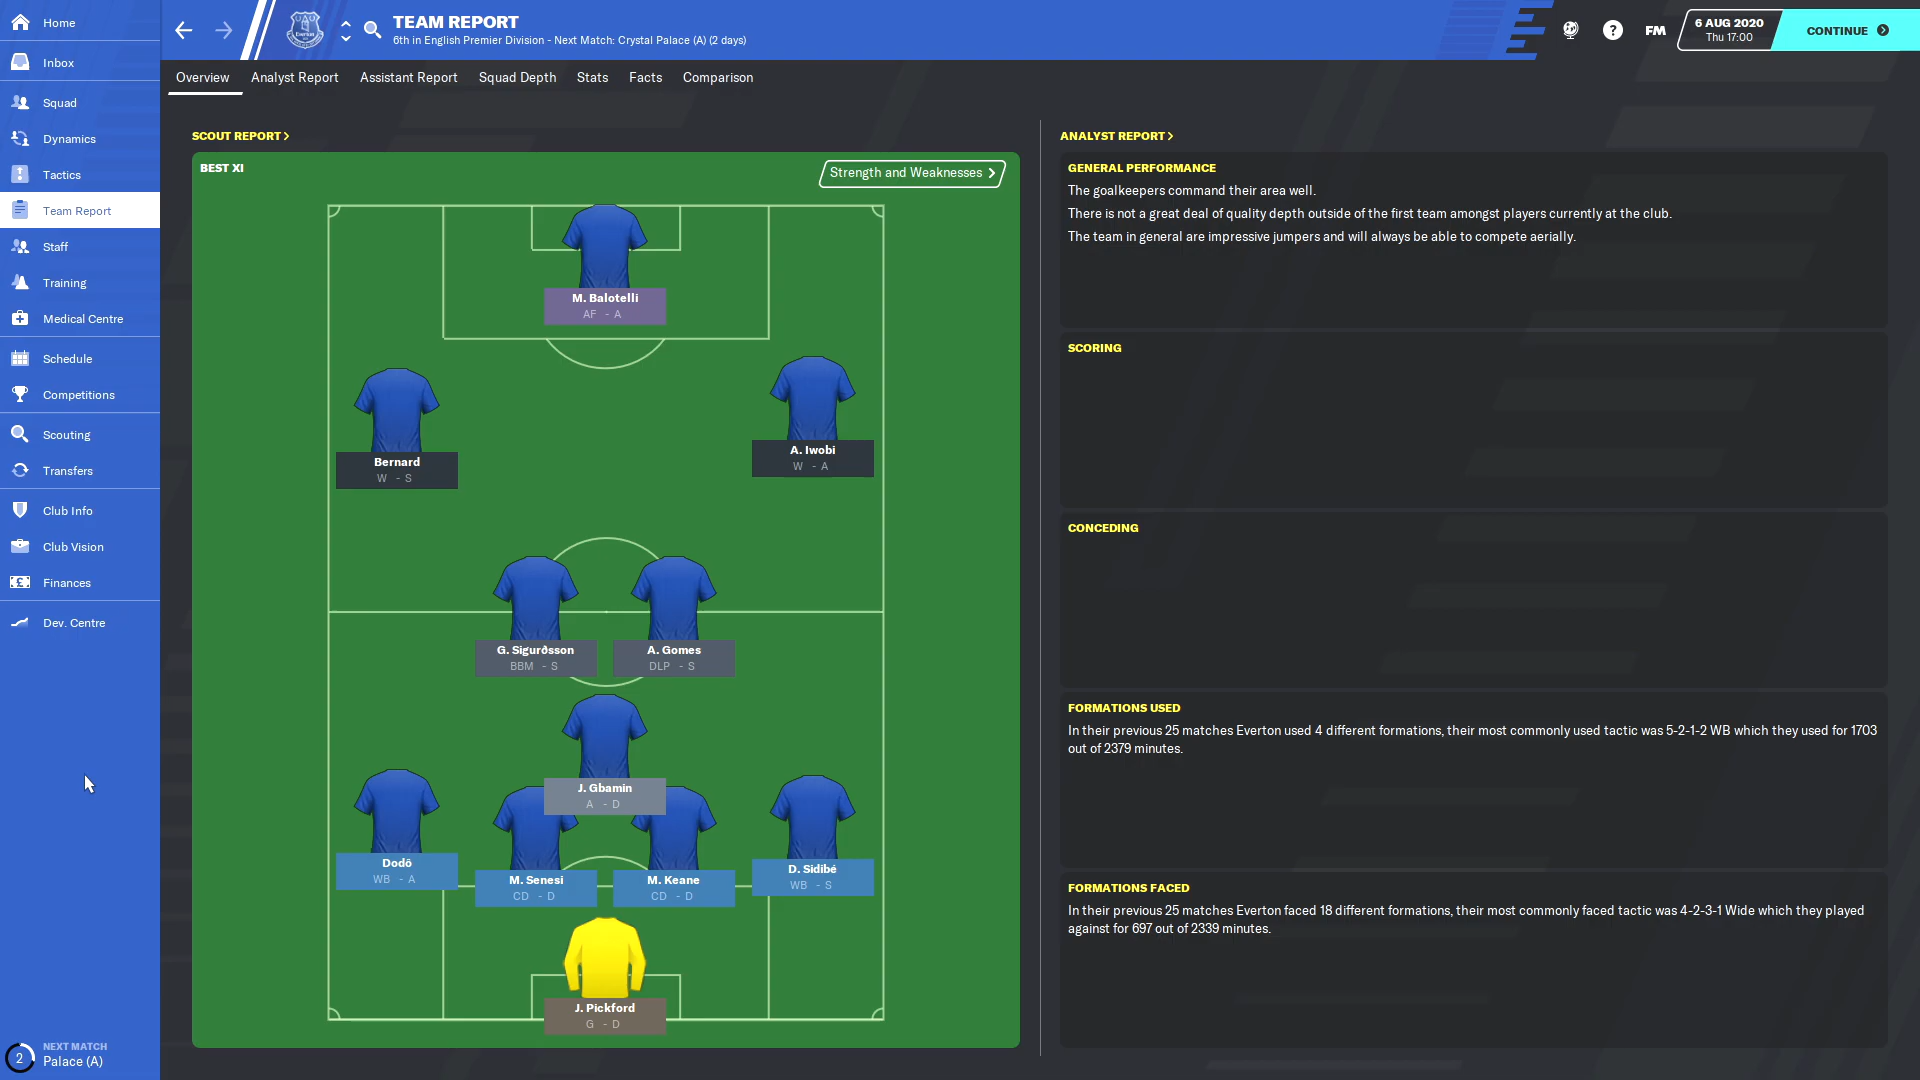 Home
Inbox
Squad
Dynamics
Tactics
Team Report
Staff
Training
Medical Centre
Schedule
Competitions
Scouting
Transfers
Club Info
Club Vision
Finances
Dev. Centre
2
NEXT MATCH
Palace (A)
Everton
TEAM REPORT
6th in English Premier Division - Next Match: Crystal Palace (A) (2 days)
?
FM
6 AUG 2020
Thu 17:00
CONTINUE
Overview
Analyst Report
Assistant Report
Squad Depth
Stats
Facts
Comparison
SCOUT REPORT
BEST XI
Strength and Weaknesses
M. Balotelli
AF - A
Bernard
W - S
A. Iwobi
W - A
G. Sigurðsson
BBM - S
A. Gomes
DLP - S
J. Gbamin
A - D
Dodô
WB - A
M. Senesi
CD - D
M. Keane
CD - D
D. Sidibé
WB - S
J. Pickford
G - D
ANALYST REPORT
GENERAL PERFORMANCE
The goalkeepers command their area well.
There is not a great deal of quality depth outside of the first team amongst players currently at the club.
The team in general are impressive jumpers and will always be able to compete aerially.
SCORING
CONCEDING
FORMATIONS USED
In their previous 25 matches Everton used 4 different formations, their most commonly used tactic was 5-2-1-2 WB which they used for 1703
out of 2379 minutes.
FORMATIONS FACED
In their previous 25 matches Everton faced 18 different formations, their most commonly faced tactic was 4-2-3-1 Wide which they played
against for 697 out of 2339 minutes.